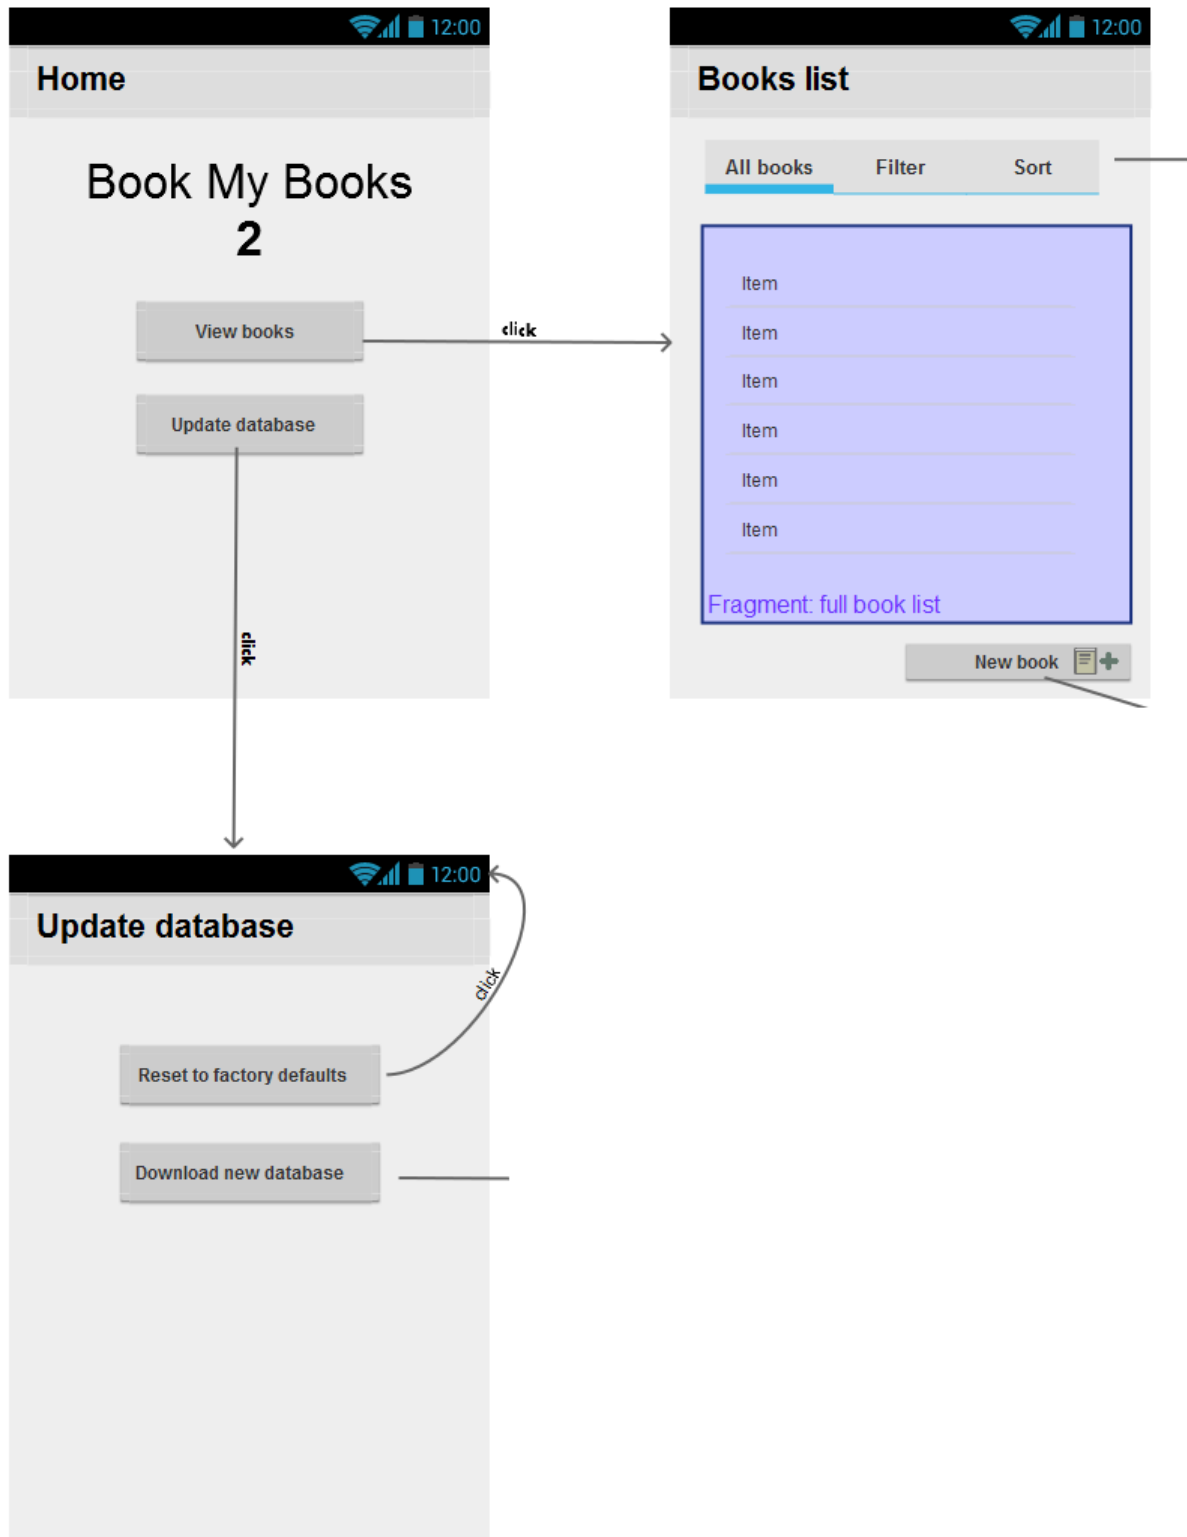 12:00
Home
Book My Books
2
View books
Update database
click
click
12:00
Books list
All books Filter Sort
Item
Item
Item
Item
Item
Item
Fragment: full book list
New book
12:00
Update database
click
Reset to factory defaults
Download new database